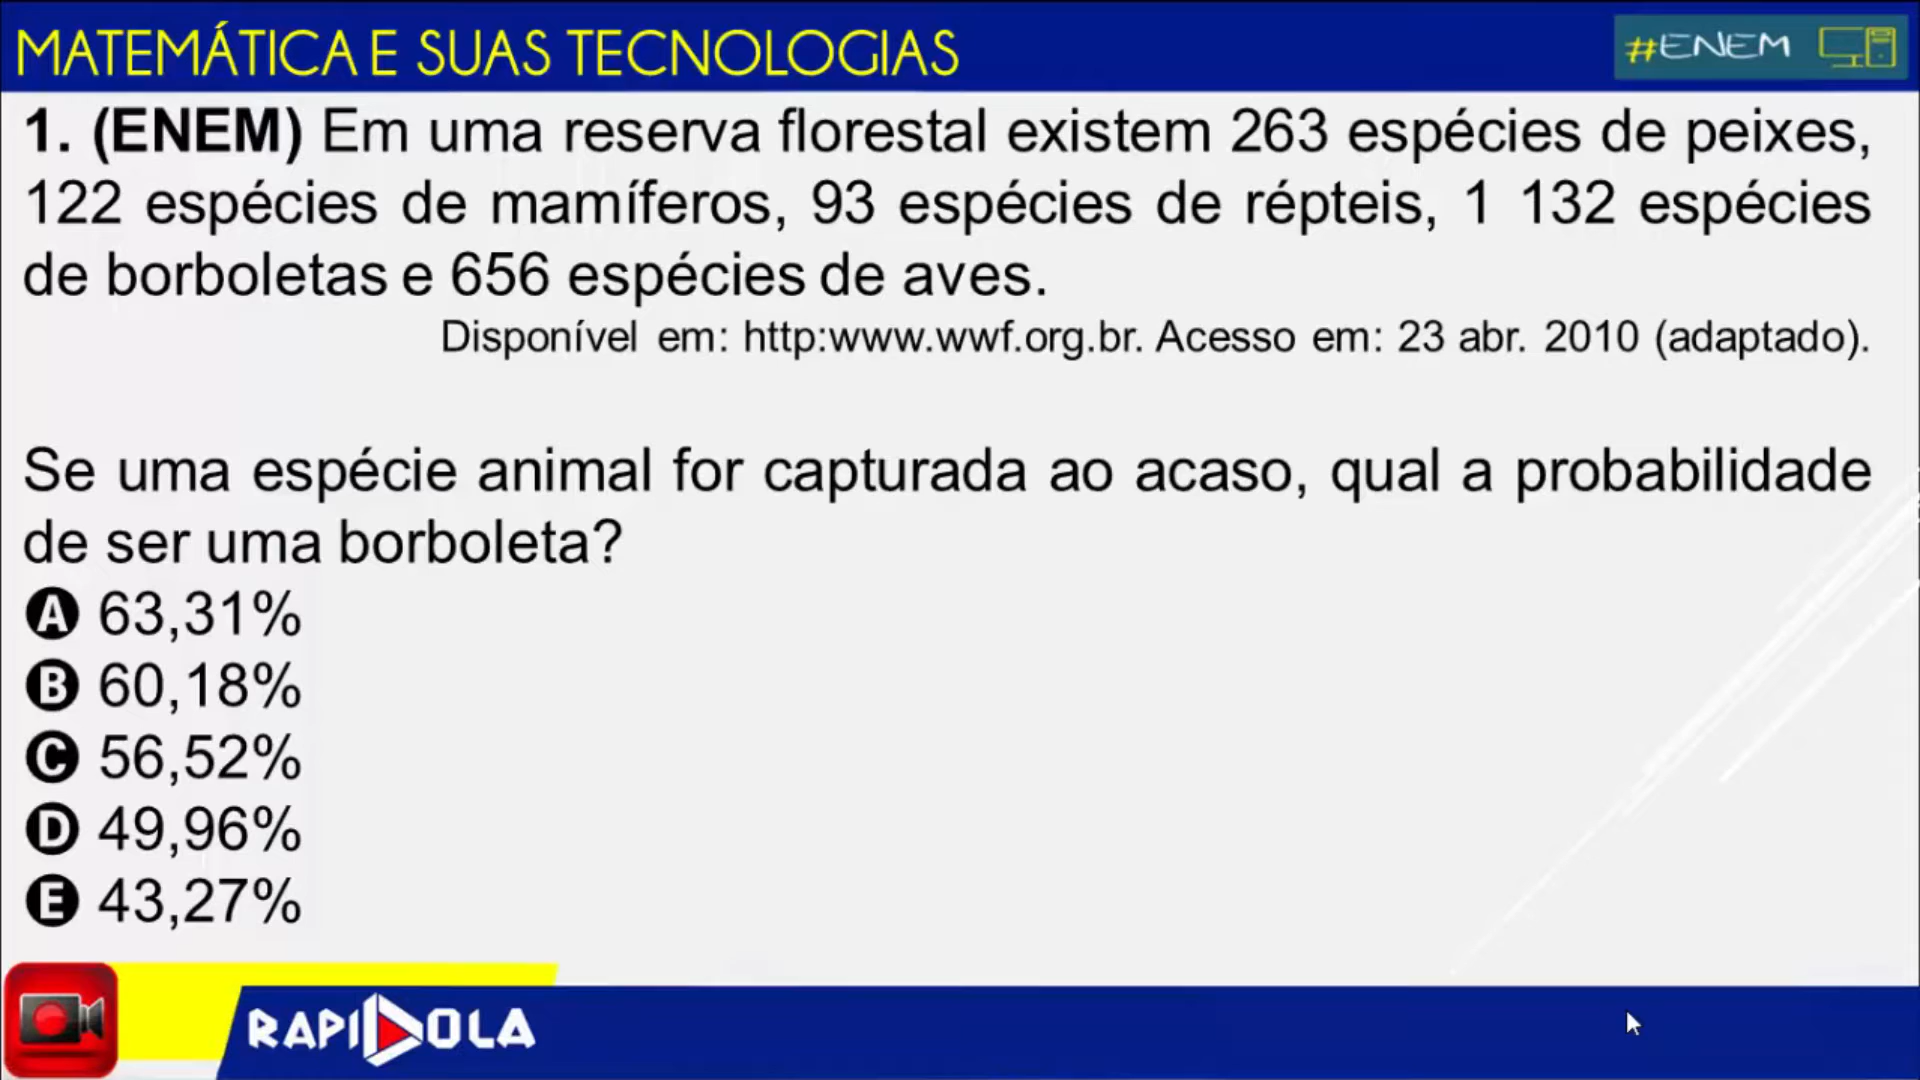 MATEMÁTICA E SUAS TECNOLOGIAS
#ENEM
1. (ENEM) Em uma reserva florestal existem 263 espécies de peixes,
122 espécies de mamíferos, 93 espécies de répteis, 1 132 espécies
de borboletas e 656 espécies de aves.
Disponível em: http:www.wwf.org.br. Acesso em: 23 abr. 2010 (adaptado).
Se uma espécie animal for capturada ao acaso, qual a probabilidade
de ser uma borboleta?
A 63,31%
B 60,18%
C 56,52%
D 49,96%
E 43,27%
RAPIDOLA